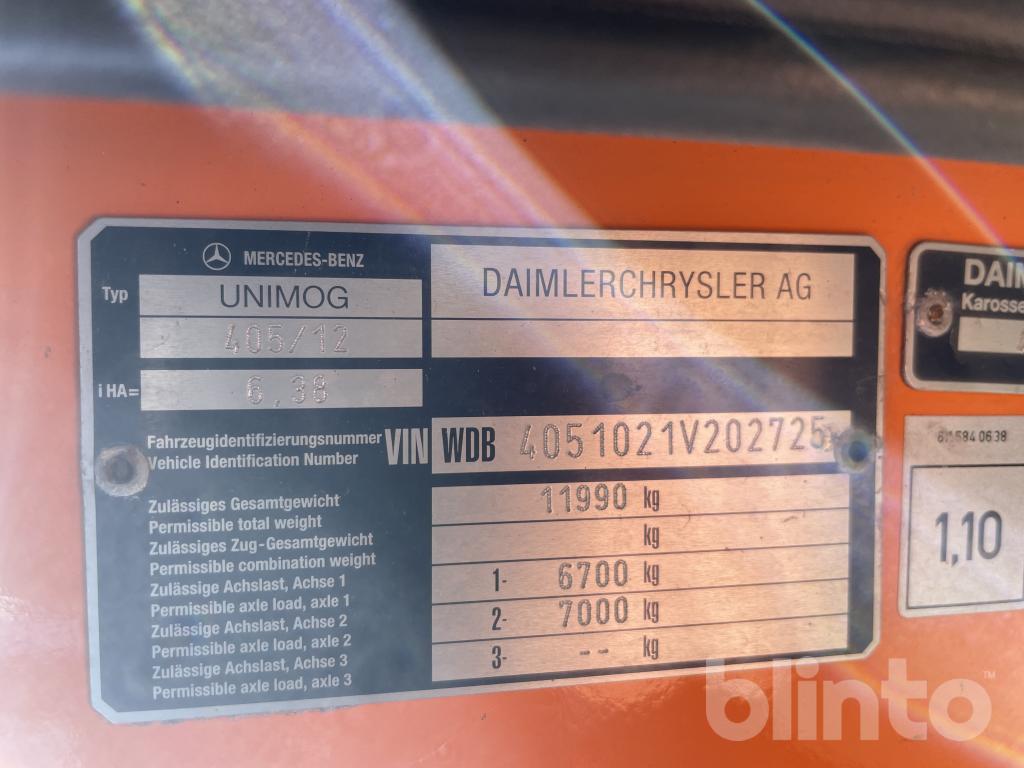 MERCEDES-BENZ
Typ UNIMOG
405/12
DAIMLERCHRYSLER AG
i HA= 6,38
Fahrzeugidentifizierungsnummer
Vehicle Identification Number
VIN WDB 4051021V202725
Zulässiges Gesamtgewicht
Permissible total weight
11990 kg
Zulässiges Zug-Gesamtgewicht
Permissible combination weight
kg
Zulässige Achslast, Achse 1
Permissible axle load, axle 1
1- 6700 kg
Zulässige Achslast, Achse 2
Permissible axle load, axle 2
2- 7000 kg
Zulässige Achslast, Achse 3
Permissible axle load, axle 3
3- -- kg
DAIM
Karosse
1,10
blinto™